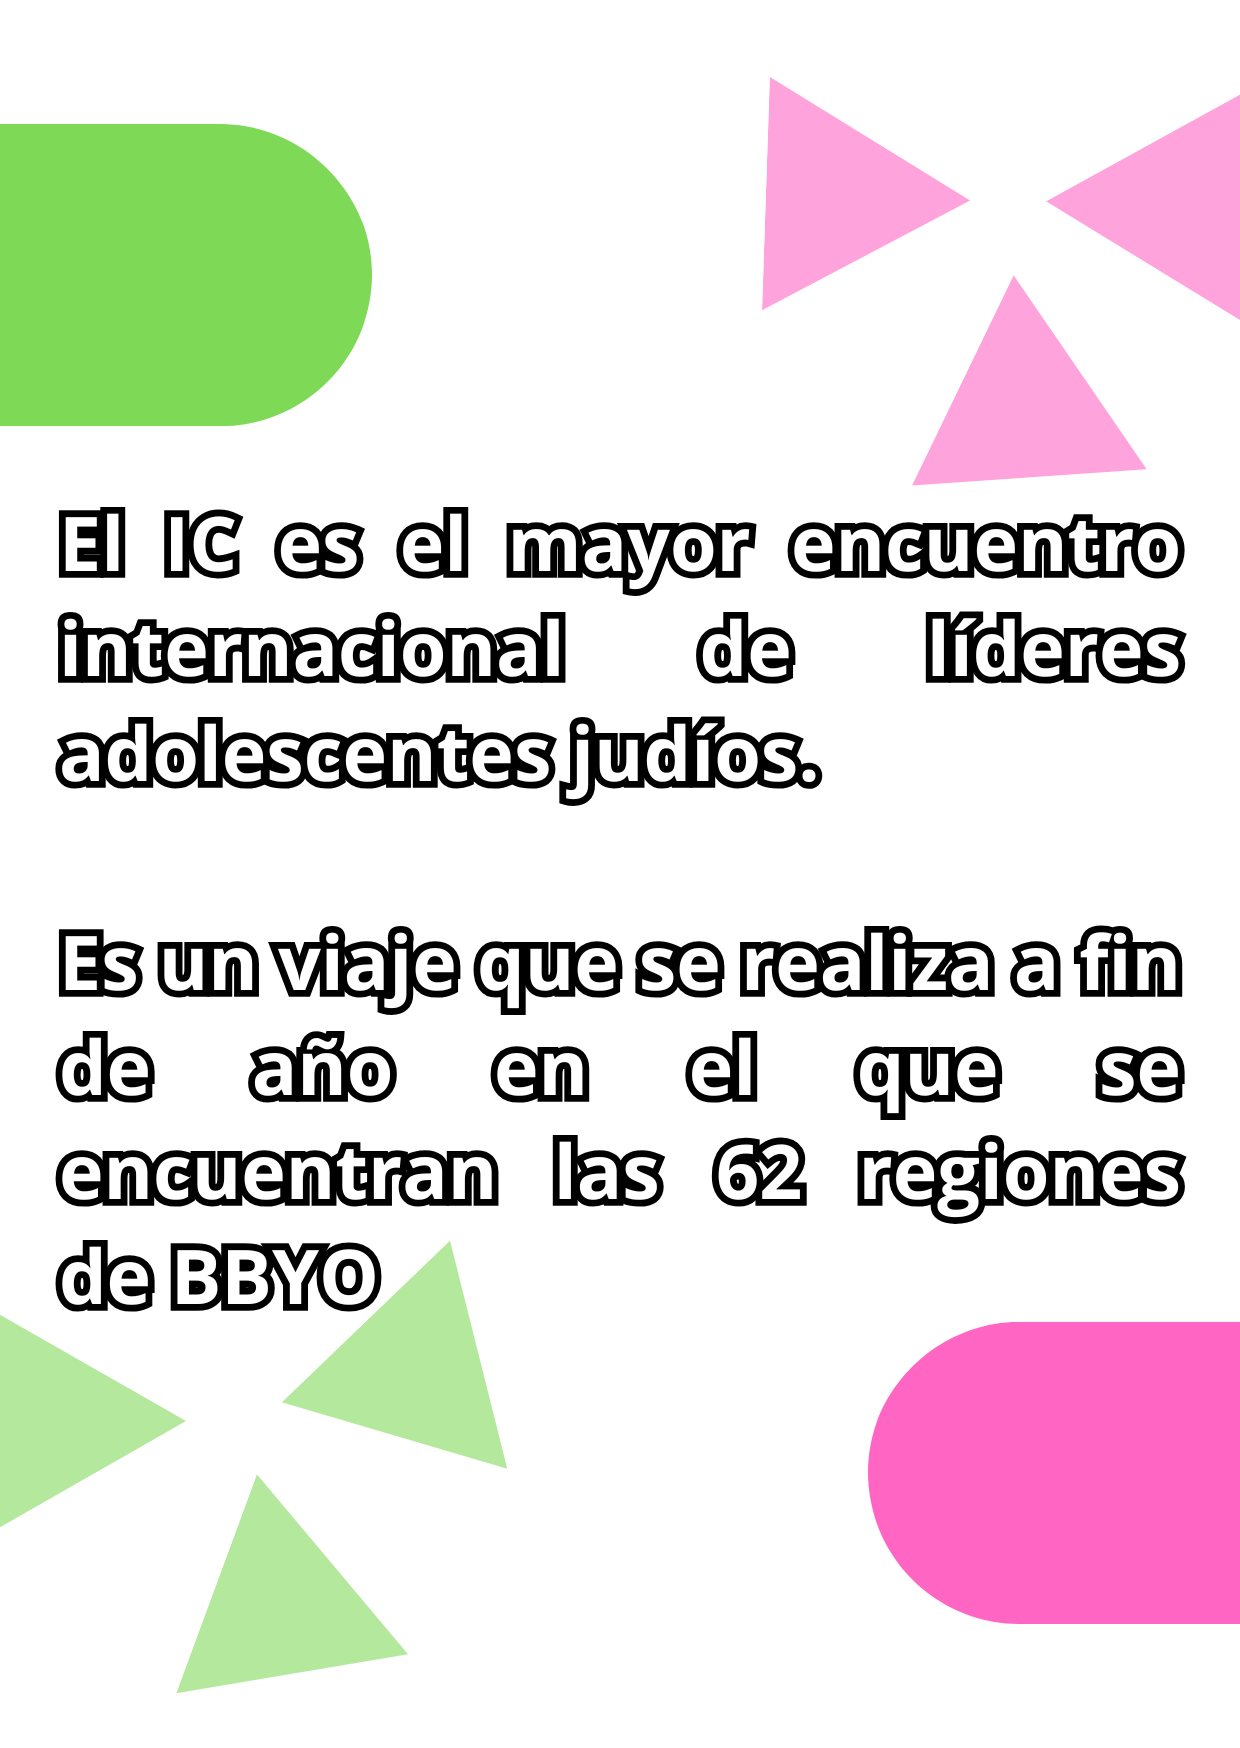 El IC es el mayor encuentro
internacional de líderes
adolescentes judíos.
Es un viaje que se realiza a fin
de año en el que se
encuentran las 62 regiones
de BBYO